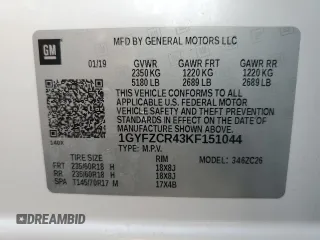 GM
MFD BY GENERAL MOTORS LLC
01/19 GVWR GAWR FRT GAWR RR
2350 KG 1220 KG 1220 KG
5180 LB 2689 LB 2689 LB
THIS VEHICLE CONFORMS TO ALL APPLICABLE
U.S. FEDERAL MOTOR VEHICLE
SAFETY AND THEFT PREVENTION
STANDARDS IN EFFECT ON THE DATE OF
MANUFACTURE SHOWN ABOVE.
1GYFZCR43KF151044
TYPE: M.P.V. 3462C26
TIRE SIZE RIM
FRT 235/60R18 H 18X8J
RR 235/60R18 H 18X8J
SPA T145/70R17 M 17X4B
DREAMBID